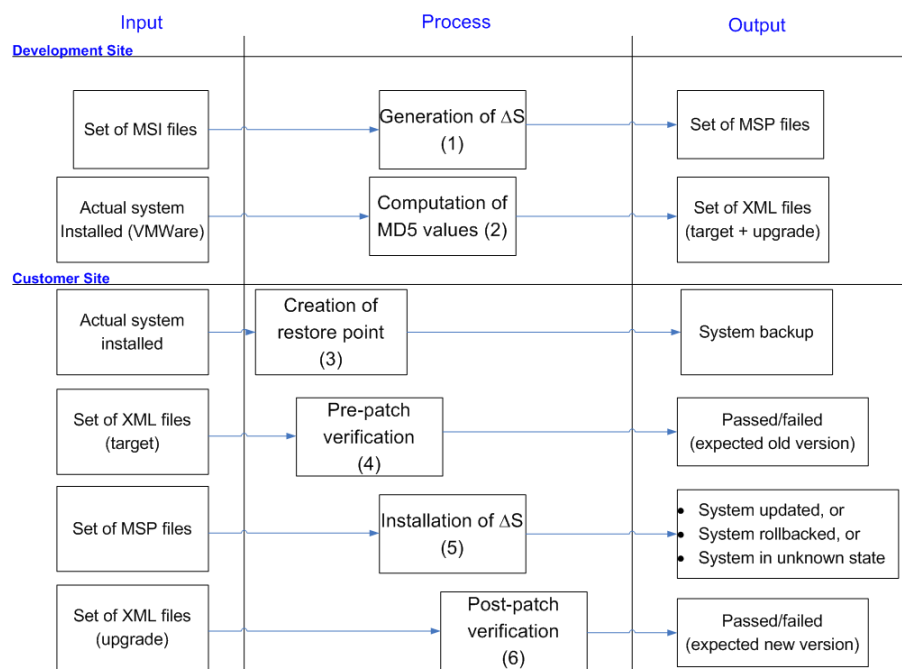 Input
Process
Output
Development Site
Set of MSI files
Generation of ΔS
(1)
Set of MSP files
Actual system
Installed (VMWare)
Computation of
MD5 values (2)
Set of XML files
(target + upgrade)
Customer Site
Actual system
installed
Creation of
restore point
(3)
System backup
Set of XML files
(target)
Pre-patch
verification
(4)
Passed/failed
(expected old version)
Set of MSP files
Installation of ΔS
(5)
• System updated, or
• System rollbacked, or
• System in unknown state
Set of XML files
(upgrade)
Post-patch
verification
(6)
Passed/failed
(expected new version)